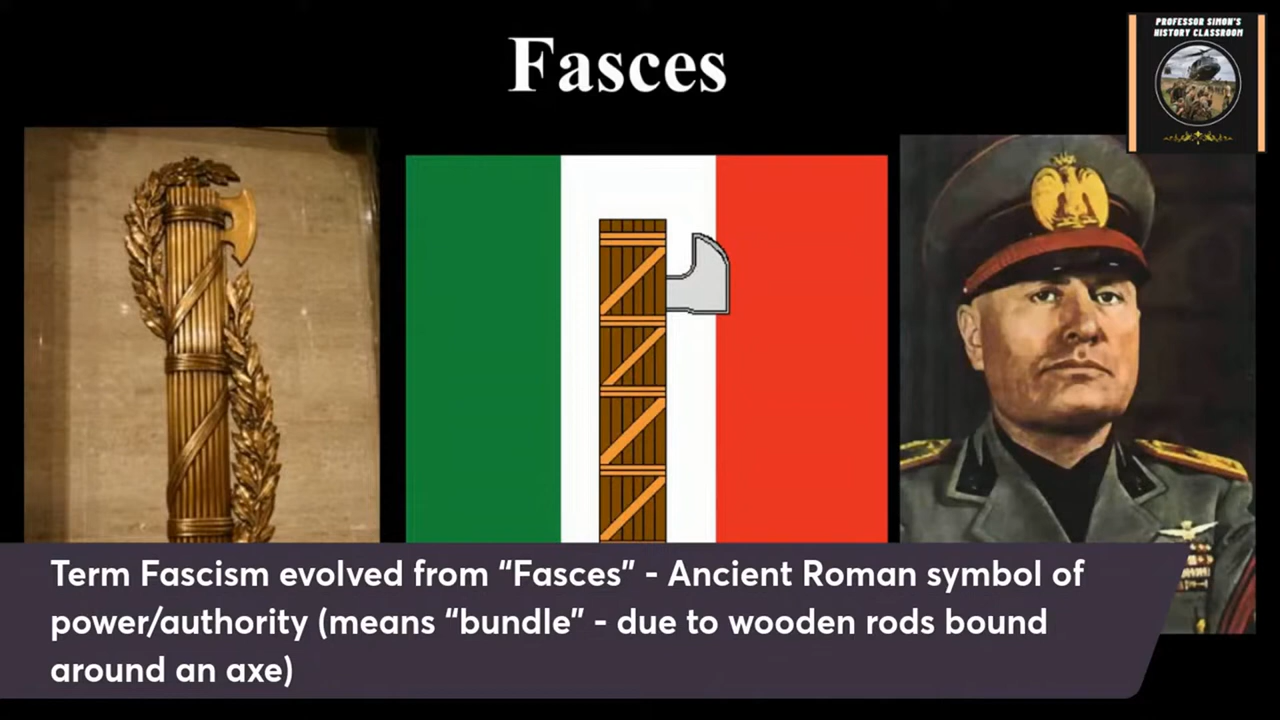 Fasces
PROFESSOR SIMON'S
HISTORY CLASSROOM
Term Fascism evolved from “Fasces” - Ancient Roman symbol of
power/authority (means “bundle” - due to wooden rods bound
around an axe)